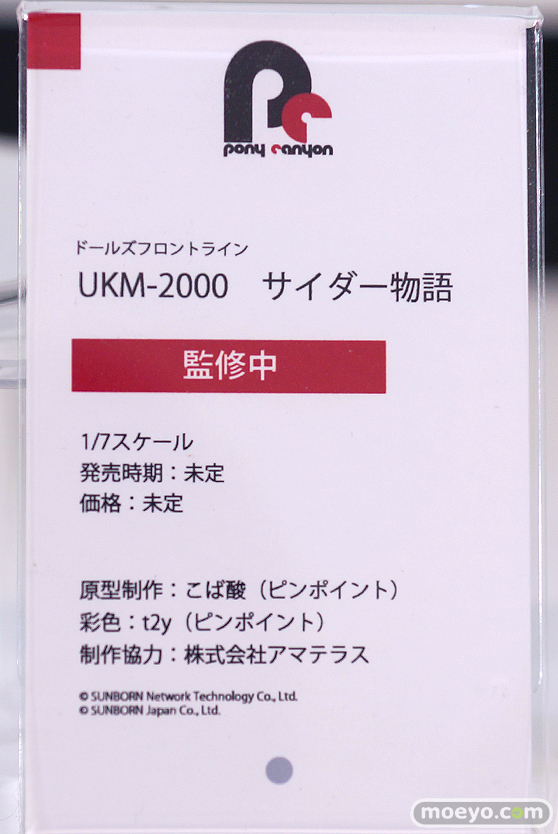 pony canyon
ドールズフロントライン
UKM-2000　サイダー物語
監修中
1/7スケール
発売時期：未定
価格：未定
原型制作：こば酸（ピンポイント）
彩色：t2y（ピンポイント）
制作協力：株式会社アマテラス
© SUNBORN Network Technology Co., Ltd.
© SUNBORN Japan Co., Ltd.
moeyo.com